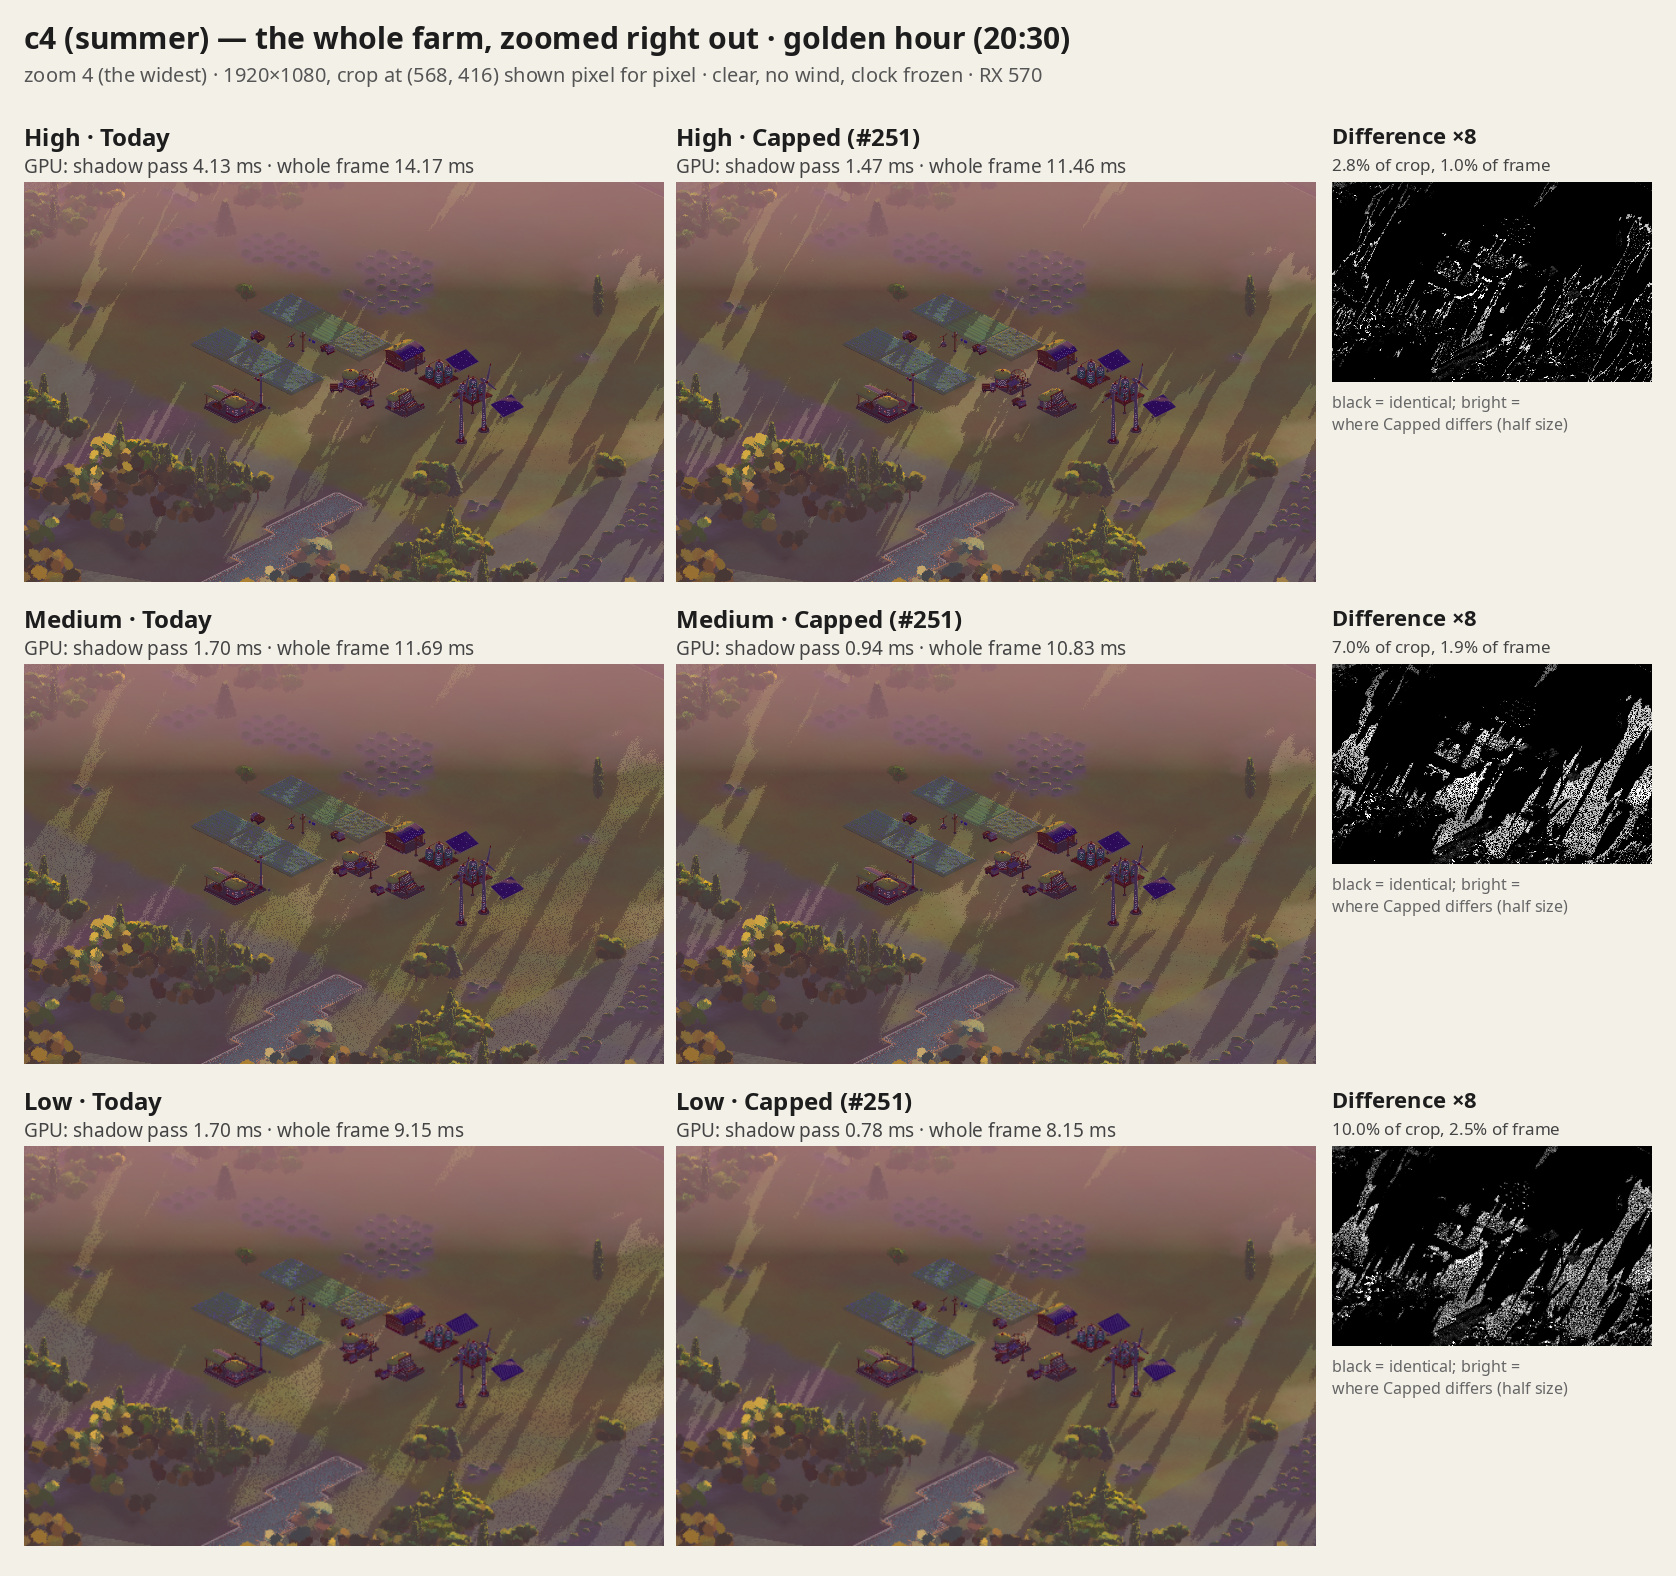 c4 (summer) — the whole farm, zoomed right out · golden hour (20:30)
zoom 4 (the widest) · 1920×1080, crop at (568, 416) shown pixel for pixel · clear, no wind, clock frozen · RX 570
High · Today
GPU: shadow pass 4.13 ms · whole frame 14.17 ms
High · Capped (#251)
GPU: shadow pass 1.47 ms · whole frame 11.46 ms
Difference ×8
2.8% of crop, 1.0% of frame
black = identical; bright =
where Capped differs (half size)
Medium · Today
GPU: shadow pass 1.70 ms · whole frame 11.69 ms
Medium · Capped (#251)
GPU: shadow pass 0.94 ms · whole frame 10.83 ms
Difference ×8
7.0% of crop, 1.9% of frame
black = identical; bright =
where Capped differs (half size)
Low · Today
GPU: shadow pass 1.70 ms · whole frame 9.15 ms
Low · Capped (#251)
GPU: shadow pass 0.78 ms · whole frame 8.15 ms
Difference ×8
10.0% of crop, 2.5% of frame
black = identical; bright =
where Capped differs (half size)